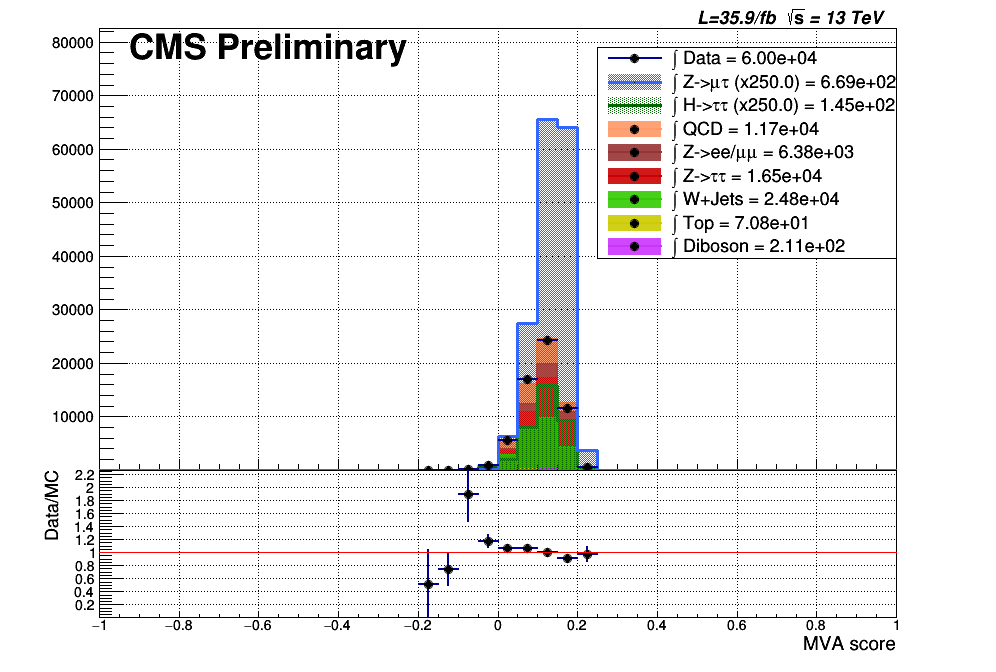 L=35.9/fb √s = 13 TeV
CMS Preliminary
∫ Data = 6.00e+04
∫ Z->μτ (x250.0) = 6.69e+02
∫ H->ττ (x250.0) = 1.45e+02
∫ QCD = 1.17e+04
∫ Z->ee/μμ = 6.38e+03
∫ Z->ττ = 1.65e+04
∫ W+Jets = 2.48e+04
∫ Top = 7.08e+01
∫ Diboson = 2.11e+02
80000
70000
60000
50000
40000
30000
20000
10000
Data/MC
2.2
2
1.8
1.6
1.4
1.2
1
0.8
0.6
0.4
0.2
−1 −0.8 −0.6 −0.4 −0.2 0 0.2 0.4 0.6 0.8 1
MVA score